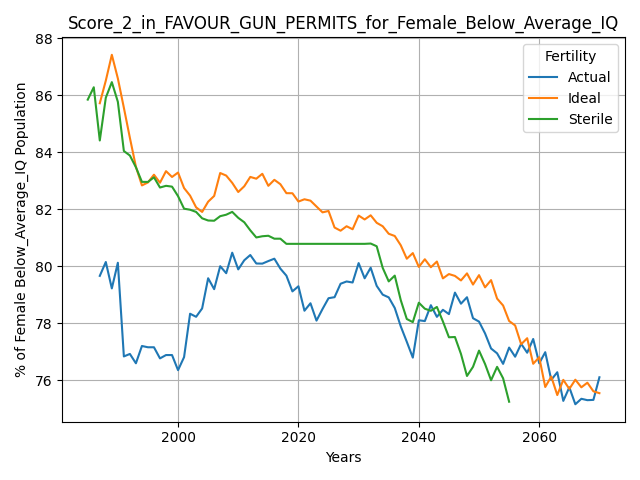 Score_2_in_FAVOUR_GUN_PERMITS_for_Female_Below_Average_IQ
% of Female Below_Average_IQ Population
88
86
84
82
80
78
76
Fertility
Actual
Ideal
Sterile
2000
2020
2040
2060
Years